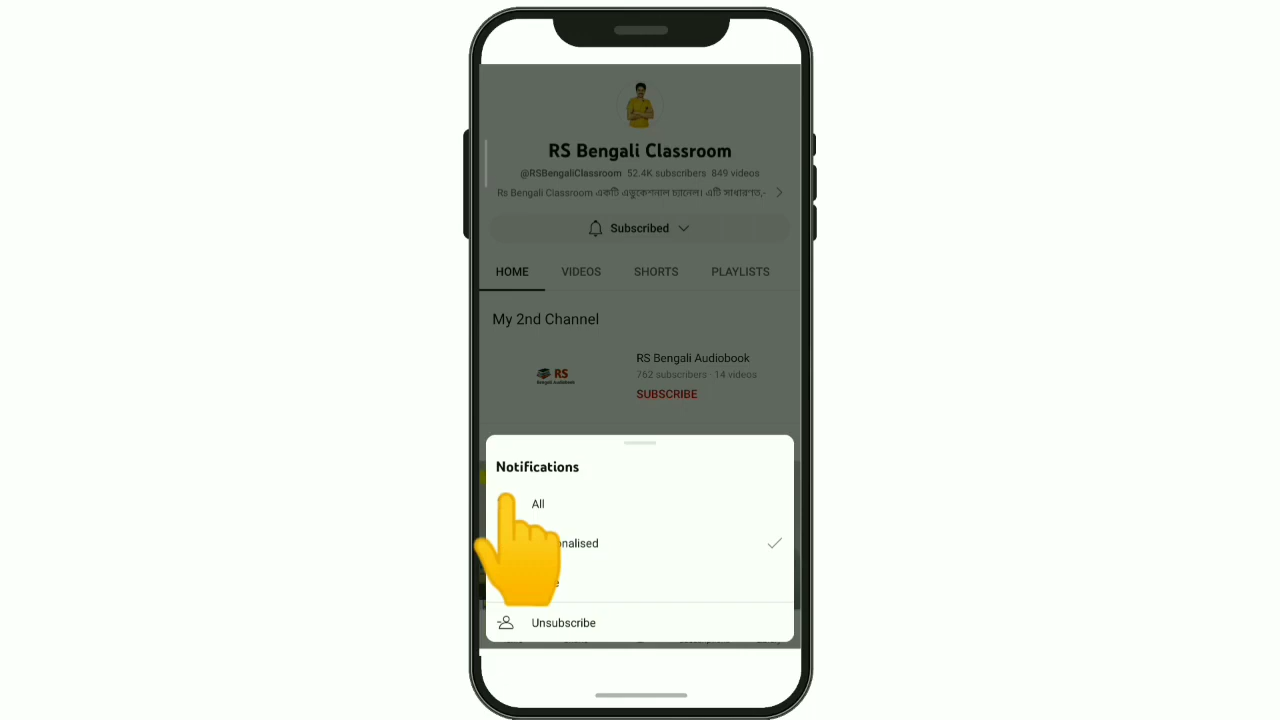 RS Bengali Classroom
@RSBengaliClassroom 52.4K subscribers 849 videos
Rs Bengali Classroom একটি এডুকেশনাল চ্যানেল। এটি সাধারণত,-
Subscribed
HOME VIDEOS SHORTS PLAYLISTS
My 2nd Channel
RS Bengali Audiobook
762 subscribers · 14 videos
RS
Bengali Audiobook
SUBSCRIBE
Notifications
All
onalised
Unsubscribe